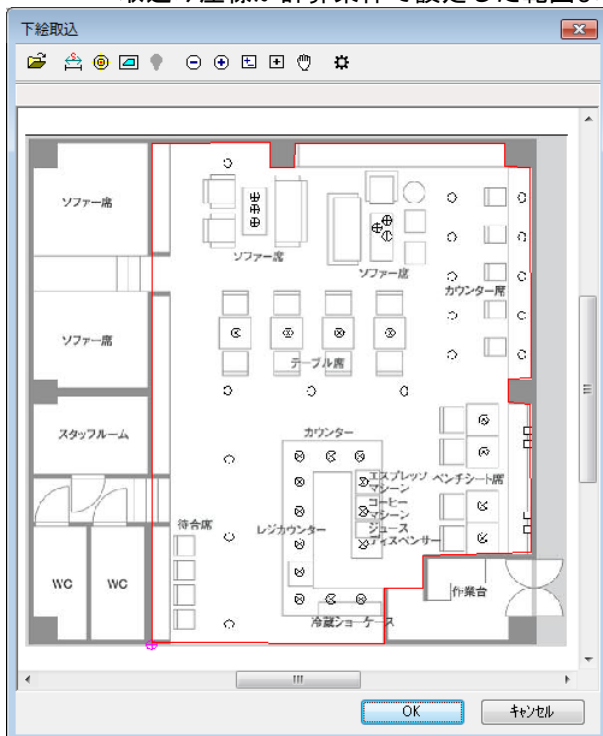 下絵取込
ソファー席
ソファー席
ソファー席
カウンター席
ソファー席
テーブル席
スタッフルーム
カウンター
エスプレッソ
マシーン
ベンチシート席
コーヒー
マシーン
待合席
レジカウンター
ジュース
ディスペンサー
WC
WC
作業台
冷蔵ショーケース
OK
キャンセル